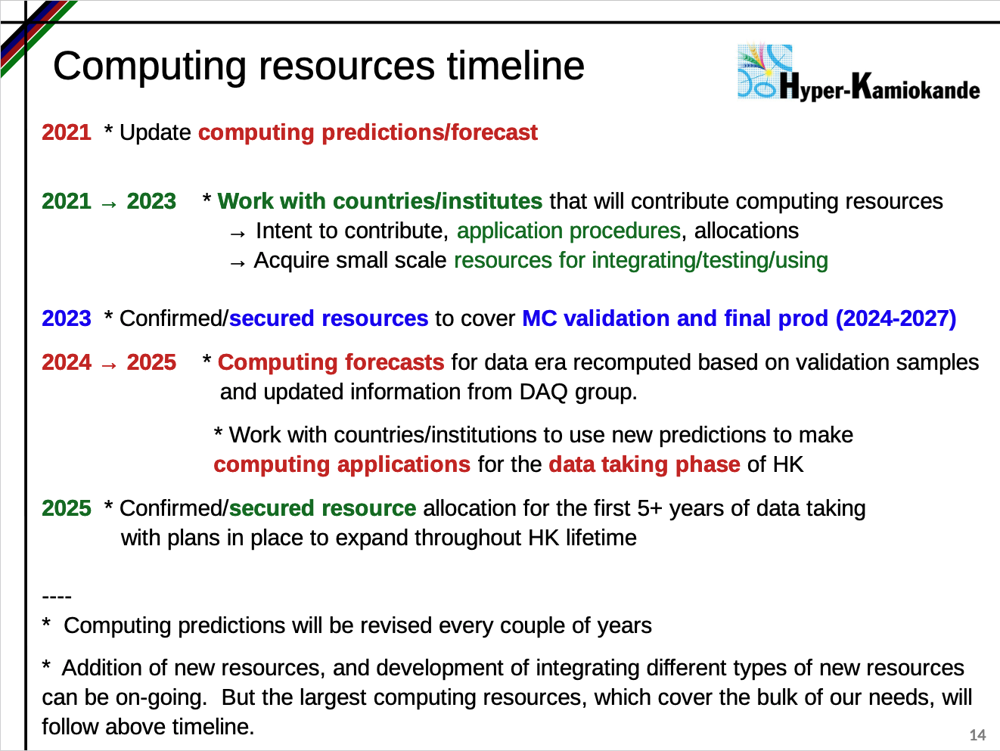 Computing resources timeline
Hyper-Kamiokande
2021 * Update computing predictions/forecast
2021 → 2023 * Work with countries/institutes that will contribute computing resources
→ Intent to contribute, application procedures, allocations
→ Acquire small scale resources for integrating/testing/using
2023 * Confirmed/secured resources to cover MC validation and final prod (2024-2027)
2024 → 2025 * Computing forecasts for data era recomputed based on validation samples
and updated information from DAQ group.
* Work with countries/institutions to use new predictions to make
computing applications for the data taking phase of HK
2025 * Confirmed/secured resource allocation for the first 5+ years of data taking
with plans in place to expand throughout HK lifetime
----
* Computing predictions will be revised every couple of years
* Addition of new resources, and development of integrating different types of new resources
can be on-going. But the largest computing resources, which cover the bulk of our needs, will
follow above timeline.
14